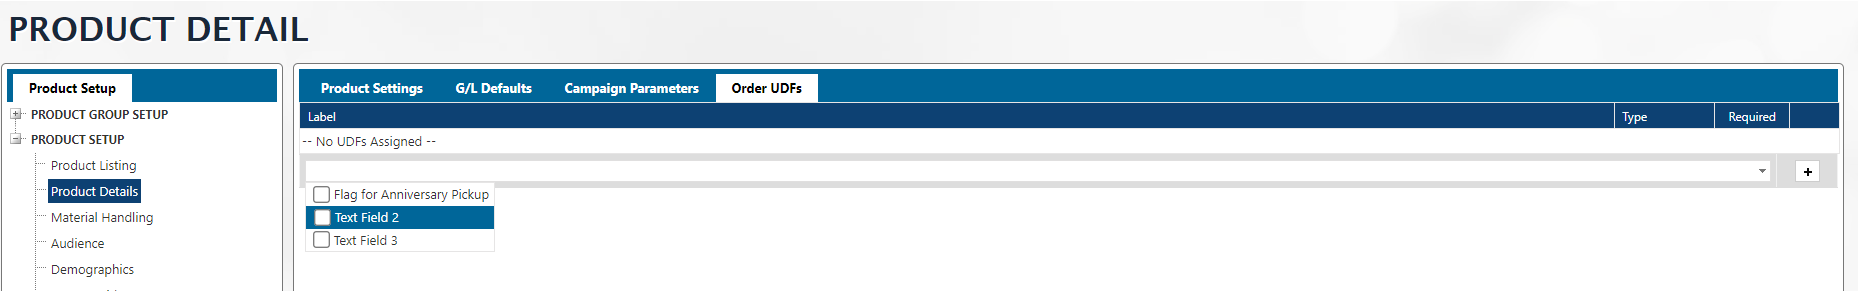 PRODUCT DETAIL
Product Setup
PRODUCT GROUP SETUP
PRODUCT SETUP
Product Listing
Product Details
Material Handling
Audience
Demographics
Product Settings G/L Defaults Campaign Parameters Order UDFs
Label Type Required
-- No UDFs Assigned --
Flag for Anniversary Pickup
Text Field 2
Text Field 3